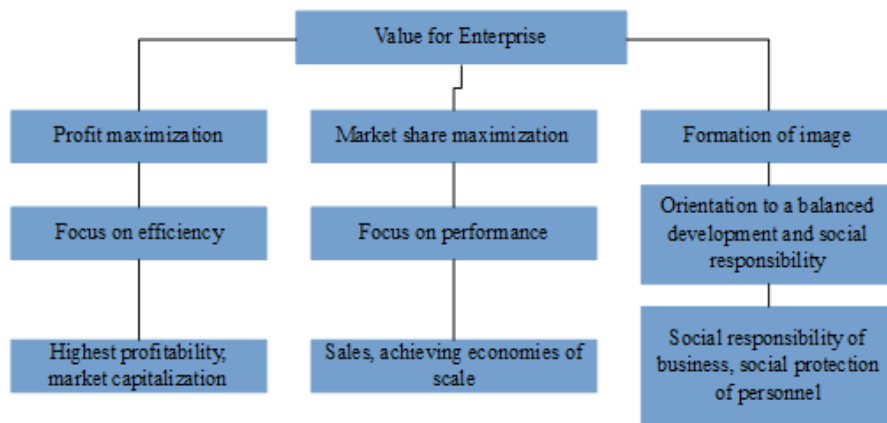 Value for Enterprise
Profit maximization
Market share maximization
Formation of image
Focus on efficiency
Focus on performance
Orientation to a balanced
development and social
responsibility
Highest profitability,
market capitalization
Sales, achieving economies of
scale
Social responsibility of
business, social protection
of personnel